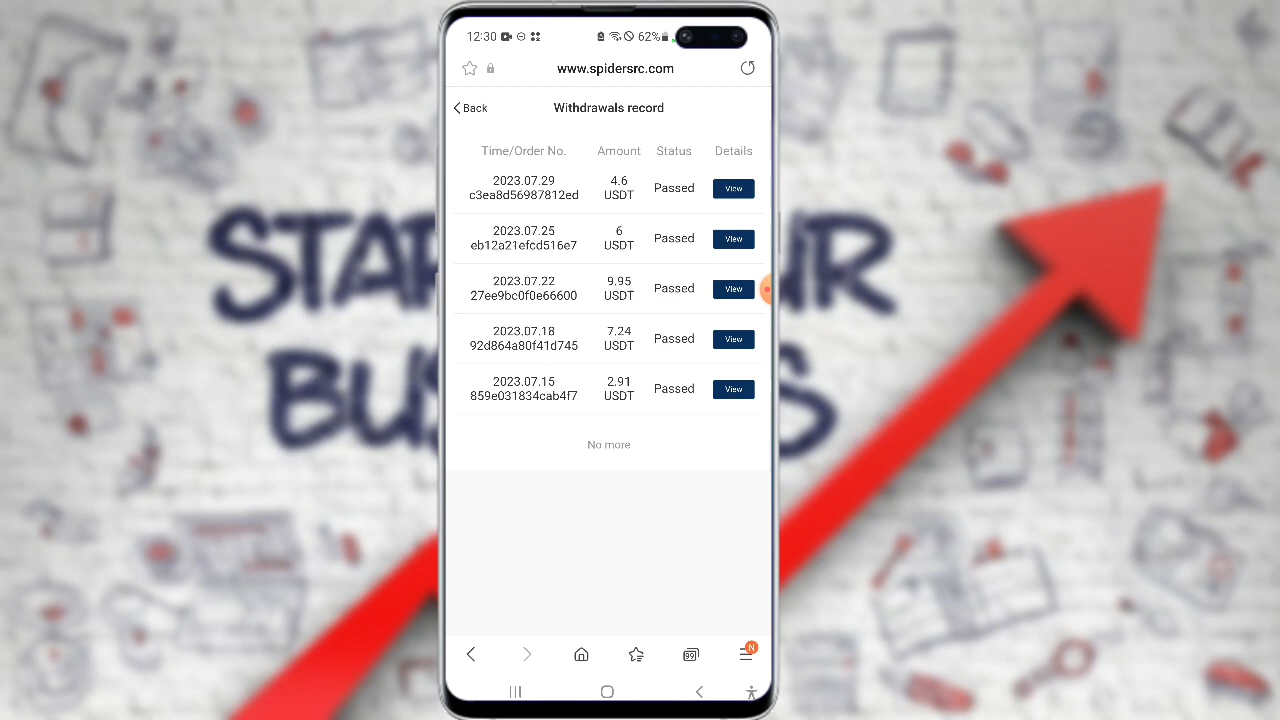 12:30 62%
www.spidersrc.com
Back Withdrawals record
Time/Order No. Amount Status Details
2023.07.29 4.6
c3ea8d56987812ed USDT Passed View
2023.07.25 6
eb12a21efcd516e7 USDT Passed View
2023.07.22 9.95
27ee9bc0f0e66600 USDT Passed View
2023.07.18 7.24
92d864a80f41d745 USDT Passed View
2023.07.15 2.91
859e031834cab4f7 USDT Passed View
No more
99 N